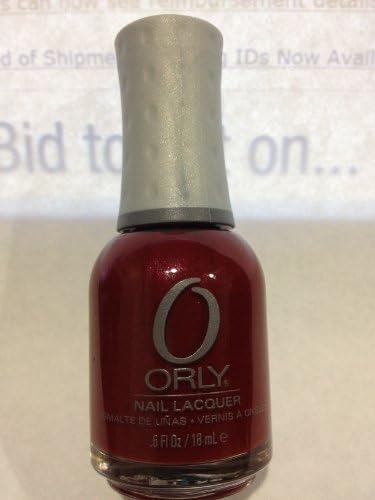 s can now see reimbursement details
d of Shipme IDs Now Avail
Bid to on...
O
ORLY®
NAIL LACQUER
ESMALTE DE UÑAS • VERNIS À ONGLES
.6 Fl Oz / 18 mL e